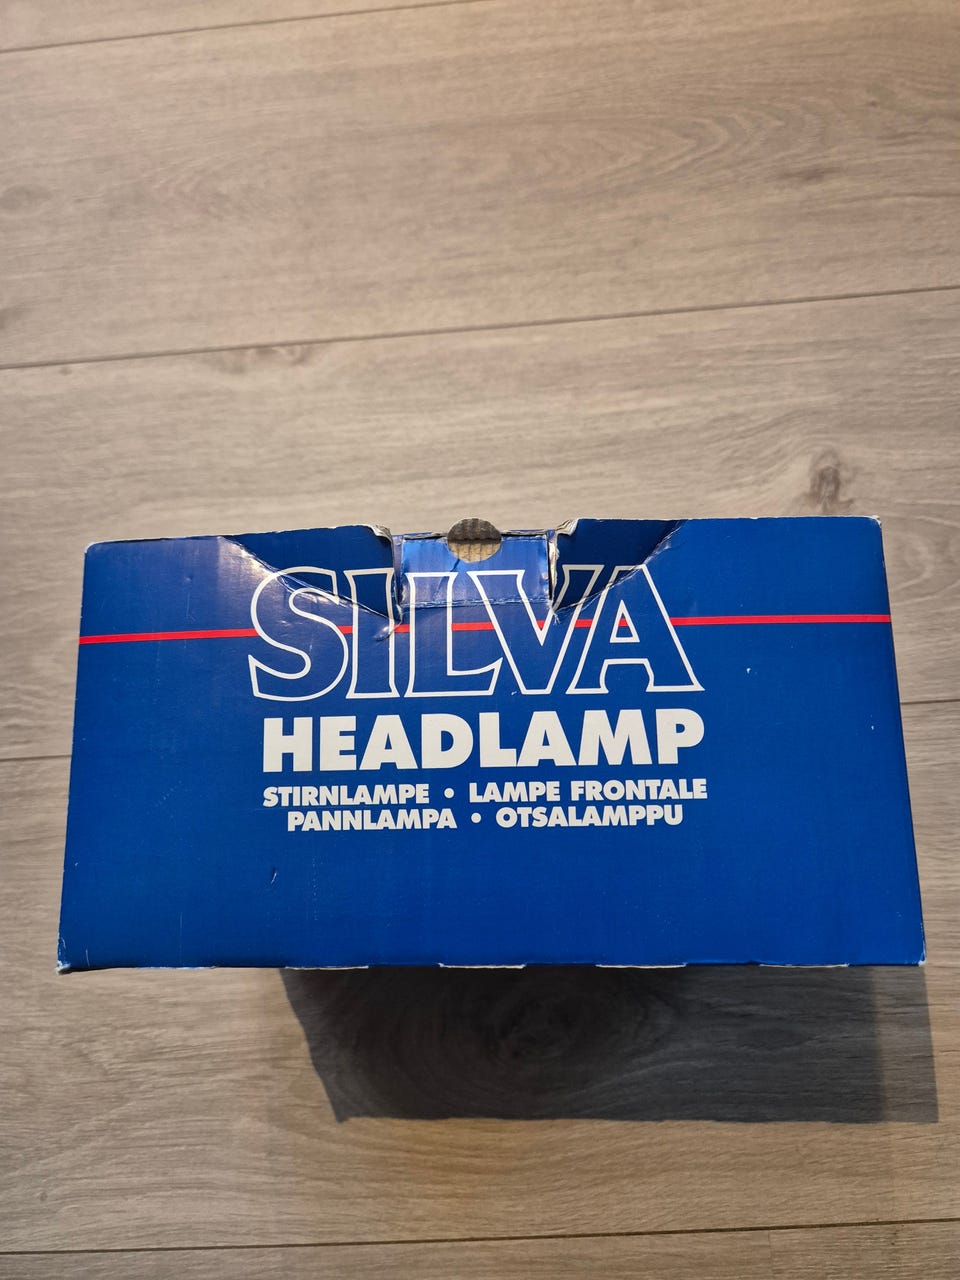 SILVA
HEADLAMP
STIRNLAMPE • LAMPE FRONTALE
PANNLAMPA • OTSALAMPPU